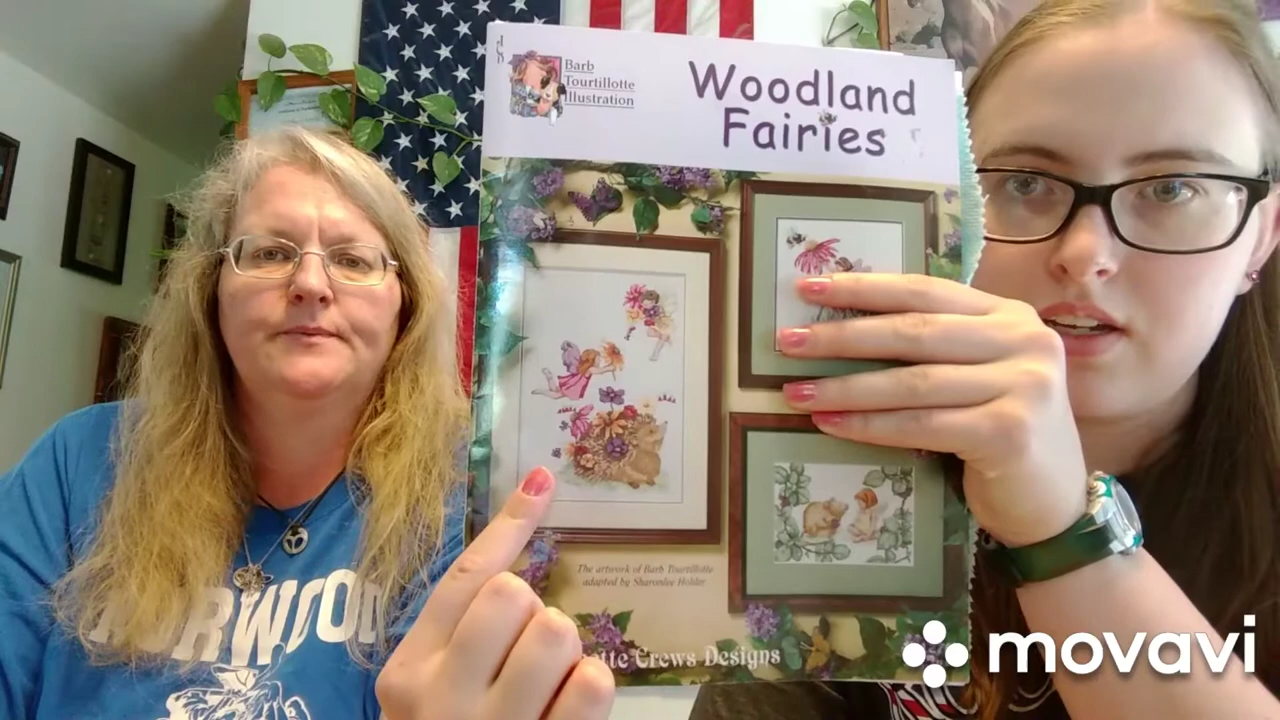 Barb
Tourtillotte
Illustration
Woodland
Fairies
The artwork of Barb Tourtillotte
adapted by Sharonlee Holder
Crews Designs
movavi